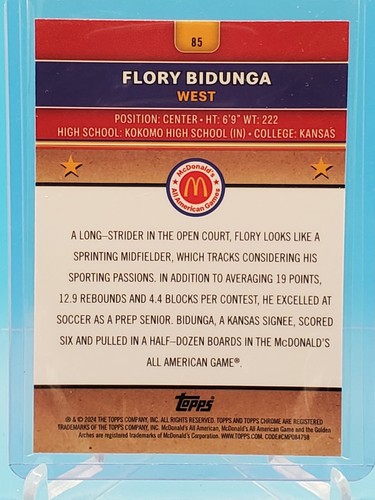 85
FLORY BIDUNGA
WEST
POSITION: CENTER • HT: 6'9" WT: 222
HIGH SCHOOL: KOKOMO HIGH SCHOOL (IN) • COLLEGE: KANSAS
McDonald's
All American Games
A LONG-STRIDER IN THE OPEN COURT, FLORY LOOKS LIKE A
SPRINTING MIDFIELDER, WHICH TRACKS CONSIDERING HIS
SPORTING PASSIONS. IN ADDITION TO AVERAGING 19 POINTS,
12.9 REBOUNDS AND 4.4 BLOCKS PER CONTEST, HE EXCELLED AT
SOCCER AS A PREP SENIOR. BIDUNGA, A KANSAS SIGNEE, SCORED
SIX AND PULLED IN A HALF-DOZEN BOARDS IN THE McDONALD'S
ALL AMERICAN GAME®.
Topps
® & © 2024 THE TOPPS COMPANY, INC. ALL RIGHTS RESERVED. TOPPS AND TOPPS CHROME ARE REGISTERED
TRADEMARKS OF THE TOPPS COMPANY, INC. McDonald's All American, McDonald's All American Game and the Golden
Arches are registered trademarks of McDonald's Corporation. WWW.TOPPS.COM. CODE#CMP084798